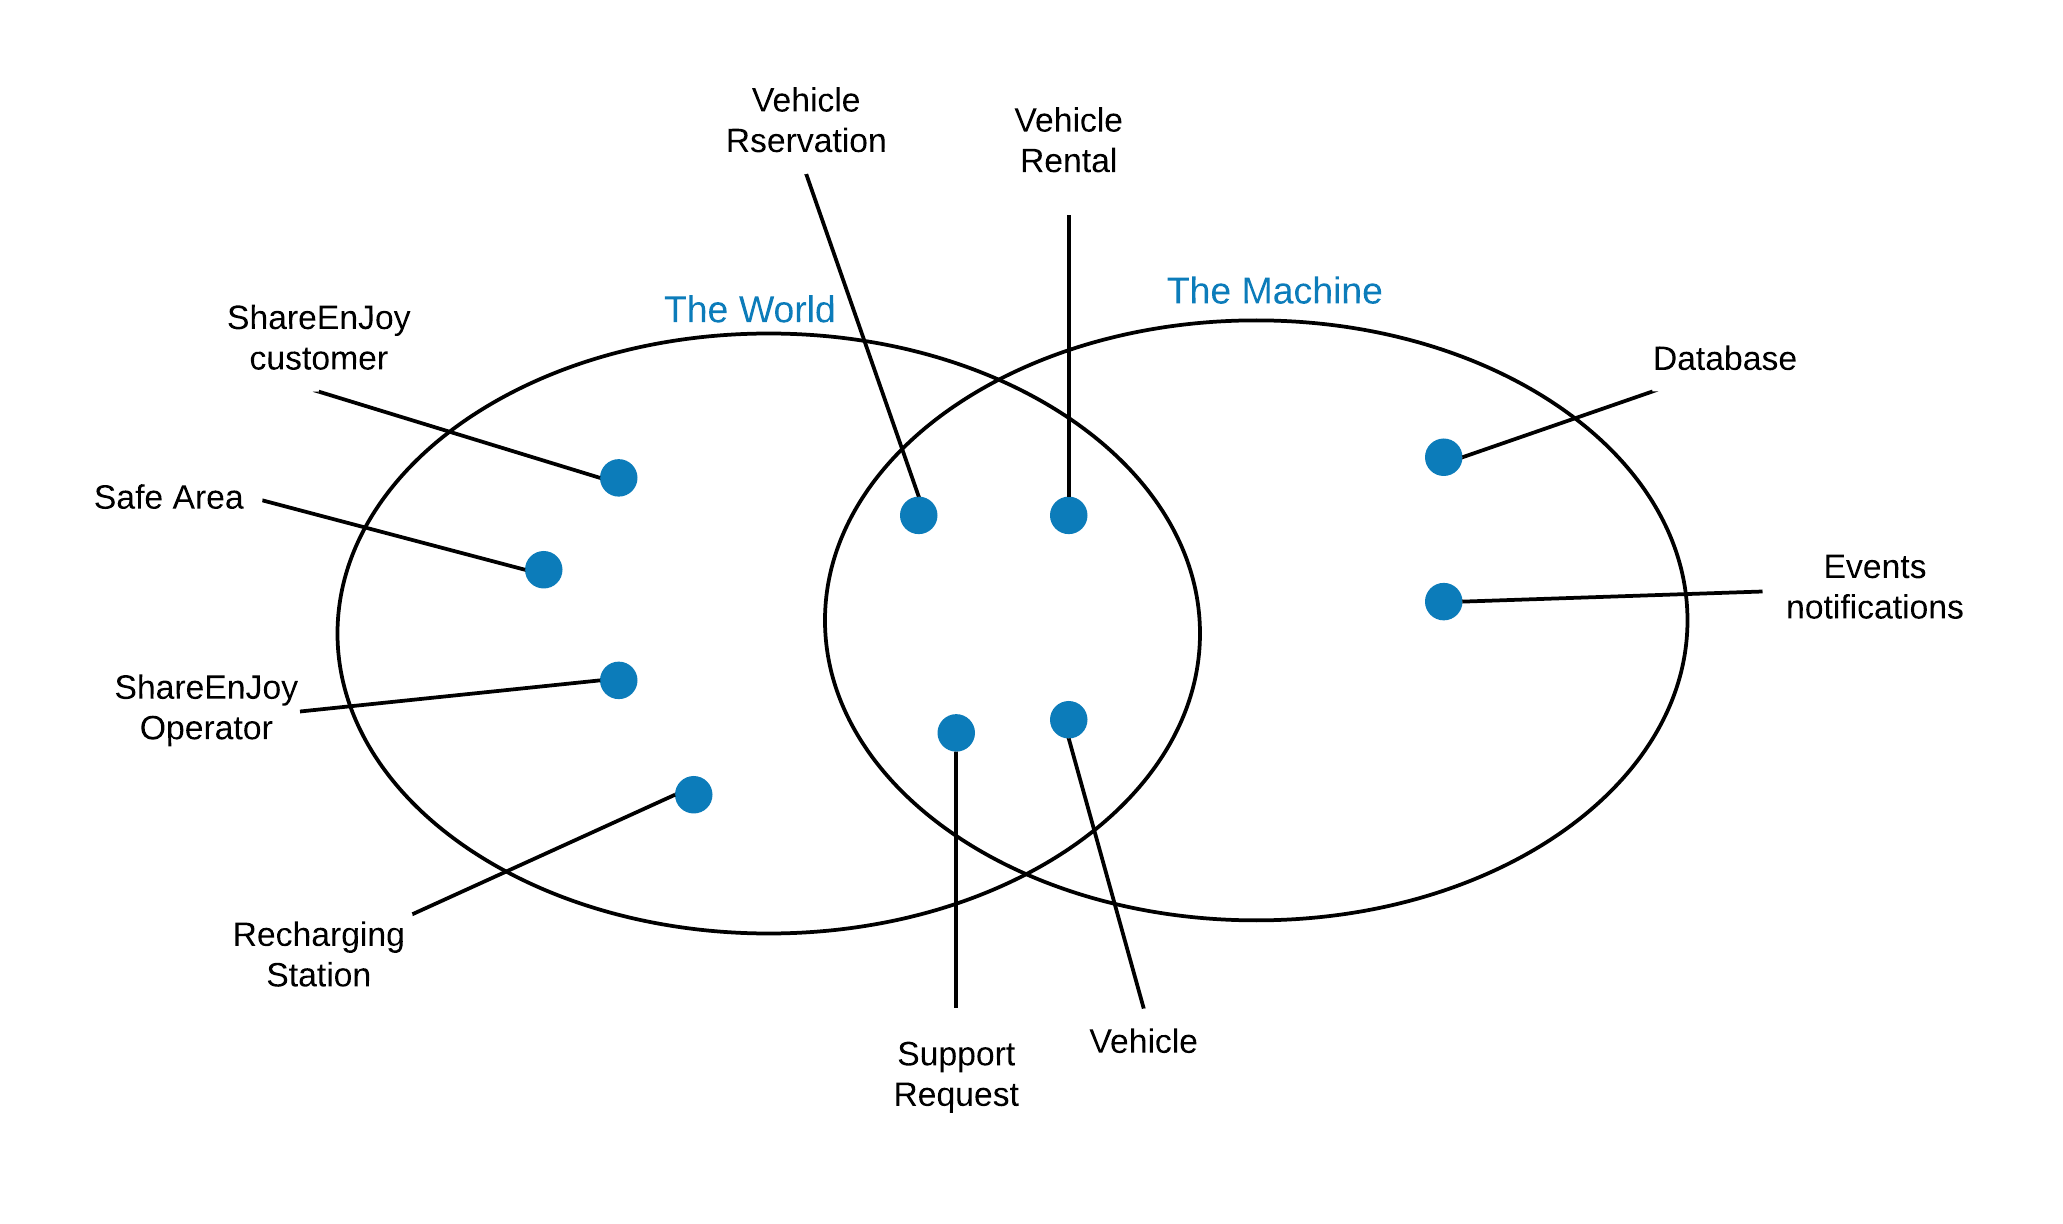 Vehicle
Rservation
Vehicle
Rental
The World
The Machine
ShareEnJoy
customer
Database
Safe Area
Events
notifications
ShareEnJoy
Operator
Recharging
Station
Support
Request
Vehicle